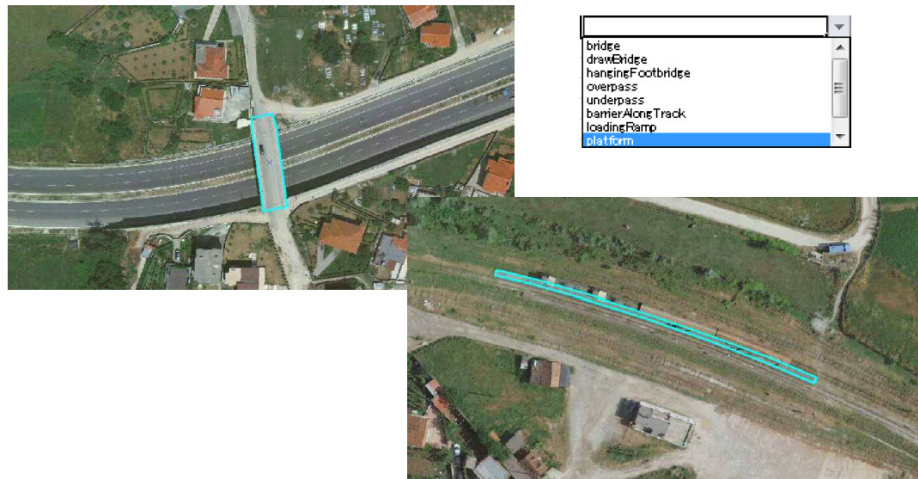 bridge
drawBridge
hangingFootbridge
overpass
underpass
barrierAlongTrack
loadingRamp
platform